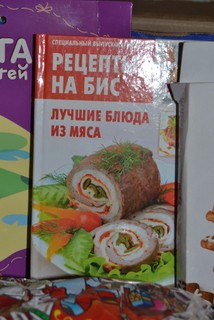 СПЕЦИАЛЬНЫЙ ВЫПУСК
РЕЦЕПТЫ
НА БИС
ЛУЧШИЕ БЛЮДА
ИЗ МЯСА